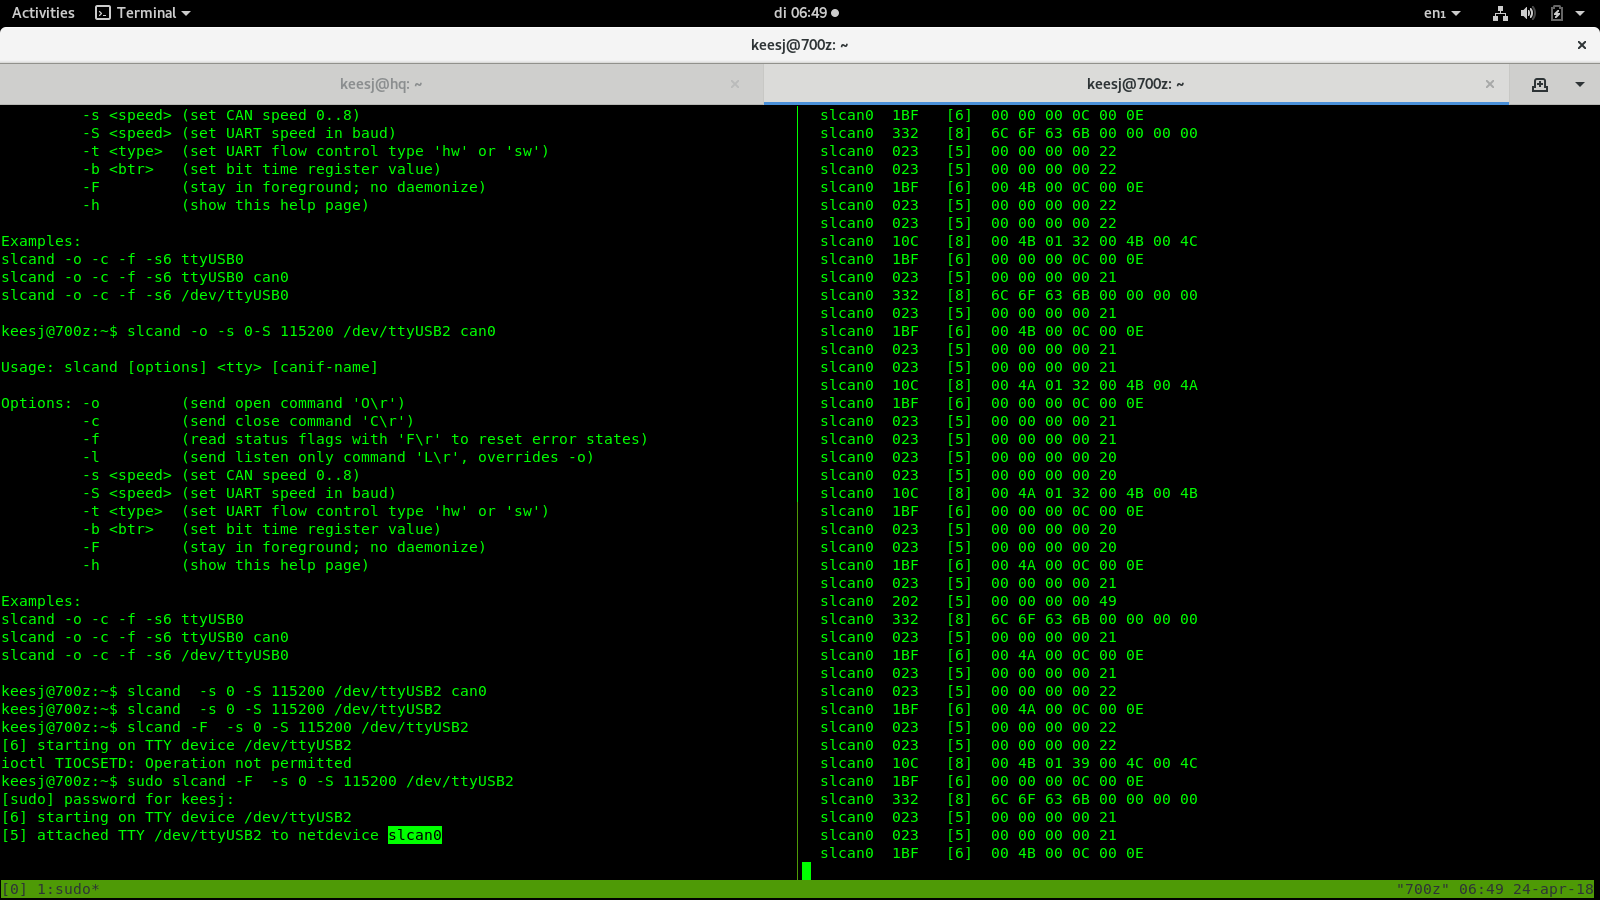 Activities Terminal di 06:49 en₁
keesj@700z: ~
keesj@hq: ~ keesj@700z: ~
-s <speed> (set CAN speed 0..8)
-S <speed> (set UART speed in baud)
-t <type>  (set UART flow control type 'hw' or 'sw')
-b <btr>   (set bit time register value)
-F         (stay in foreground; no daemonize)
-h         (show this help page)
Examples:
slcand -o -c -f -s6 ttyUSB0
slcand -o -c -f -s6 ttyUSB0 can0
slcand -o -c -f -s6 /dev/ttyUSB0
keesj@700z:~$ slcand -o -s 0-S 115200 /dev/ttyUSB2 can0
Usage: slcand [options] <tty> [canif-name]
Options: -o         (send open command 'O\r')
-c         (send close command 'C\r')
-f         (read status flags with 'F\r' to reset error states)
-l         (send listen only command 'L\r', overrides -o)
-s <speed> (set CAN speed 0..8)
-S <speed> (set UART speed in baud)
-t <type>  (set UART flow control type 'hw' or 'sw')
-b <btr>   (set bit time register value)
-F         (stay in foreground; no daemonize)
-h         (show this help page)
Examples:
slcand -o -c -f -s6 ttyUSB0
slcand -o -c -f -s6 ttyUSB0 can0
slcand -o -c -f -s6 /dev/ttyUSB0
keesj@700z:~$ slcand  -s 0 -S 115200 /dev/ttyUSB2 can0
keesj@700z:~$ slcand  -s 0 -S 115200 /dev/ttyUSB2
keesj@700z:~$ slcand -F  -s 0 -S 115200 /dev/ttyUSB2
[6] starting on TTY device /dev/ttyUSB2
ioctl TIOCSETD: Operation not permitted
keesj@700z:~$ sudo slcand -F  -s 0 -S 115200 /dev/ttyUSB2
[sudo] password for keesj:
[6] starting on TTY device /dev/ttyUSB2
[5] attached TTY /dev/ttyUSB2 to netdevice slcan0
slcan0  1BF   [6]  00 00 00 0C 00 0E
slcan0  332   [8]  6C 6F 63 6B 00 00 00 00
slcan0  023   [5]  00 00 00 00 22
slcan0  023   [5]  00 00 00 00 22
slcan0  1BF   [6]  00 4B 00 0C 00 0E
slcan0  023   [5]  00 00 00 00 22
slcan0  023   [5]  00 00 00 00 22
slcan0  10C   [8]  00 4B 01 32 00 4B 00 4C
slcan0  1BF   [6]  00 00 00 0C 00 0E
slcan0  023   [5]  00 00 00 00 21
slcan0  332   [8]  6C 6F 63 6B 00 00 00 00
slcan0  023   [5]  00 00 00 00 21
slcan0  1BF   [6]  00 4B 00 0C 00 0E
slcan0  023   [5]  00 00 00 00 21
slcan0  023   [5]  00 00 00 00 21
slcan0  10C   [8]  00 4A 01 32 00 4B 00 4A
slcan0  1BF   [6]  00 00 00 0C 00 0E
slcan0  023   [5]  00 00 00 00 21
slcan0  023   [5]  00 00 00 00 21
slcan0  023   [5]  00 00 00 00 20
slcan0  023   [5]  00 00 00 00 20
slcan0  10C   [8]  00 4A 01 32 00 4B 00 4B
slcan0  1BF   [6]  00 00 00 0C 00 0E
slcan0  023   [5]  00 00 00 00 20
slcan0  023   [5]  00 00 00 00 20
slcan0  1BF   [6]  00 4A 00 0C 00 0E
slcan0  023   [5]  00 00 00 00 21
slcan0  202   [5]  00 00 00 00 49
slcan0  332   [8]  6C 6F 63 6B 00 00 00 00
slcan0  023   [5]  00 00 00 00 21
slcan0  1BF   [6]  00 4A 00 0C 00 0E
slcan0  023   [5]  00 00 00 00 21
slcan0  023   [5]  00 00 00 00 22
slcan0  1BF   [6]  00 4A 00 0C 00 0E
slcan0  023   [5]  00 00 00 00 22
slcan0  023   [5]  00 00 00 00 22
slcan0  10C   [8]  00 4B 01 39 00 4C 00 4C
slcan0  1BF   [6]  00 00 00 0C 00 0E
slcan0  332   [8]  6C 6F 63 6B 00 00 00 00
slcan0  023   [5]  00 00 00 00 21
slcan0  023   [5]  00 00 00 00 21
slcan0  1BF   [6]  00 4B 00 0C 00 0E
[0] 1:sudo* "700z" 06:49 24-apr-18